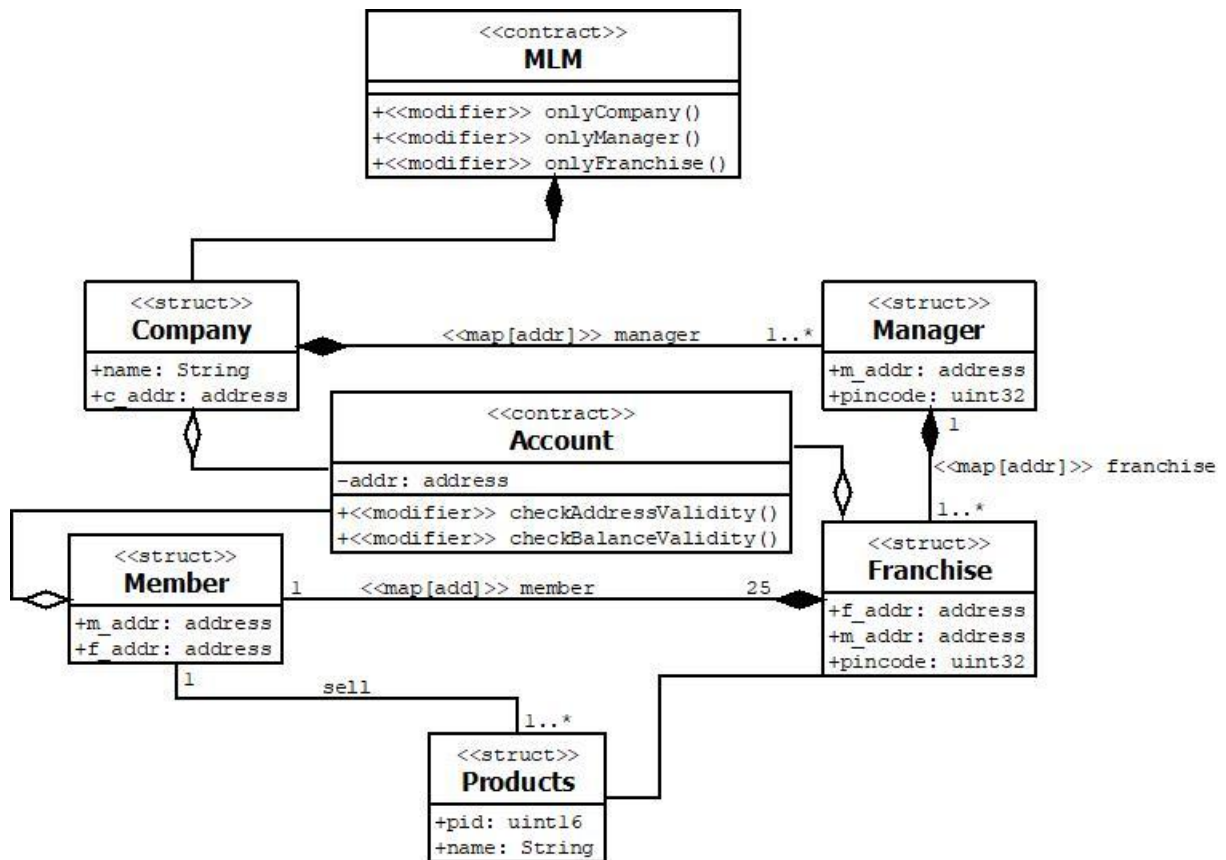 <<contract>>
MLM
+<<modifier>> onlyCompany()
+<<modifier>> onlyManager()
+<<modifier>> onlyFranchise()
<<struct>>
Company
+name: String
+c_addr: address
<<map[addr]>> manager
1..*
<<struct>>
Manager
+m_addr: address
+pincode: uint32
1
<<map[addr]>> franchise
1..*
<<contract>>
Account
-addr: address
+<<modifier>> checkAddressValidity()
+<<modifier>> checkBalanceValidity()
<<struct>>
Member
+m_addr: address
+f_addr: address
1
<<map[add]>> member
25
<<struct>>
Franchise
+f_addr: address
+m_addr: address
+pincode: uint32
1
sell
1..*
<<struct>>
Products
+pid: uint16
+name: String